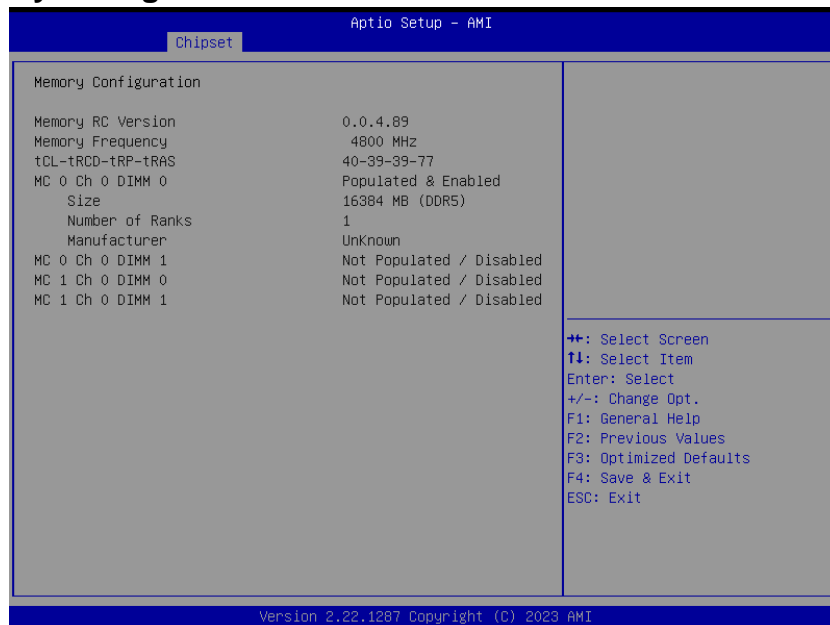 Aptio Setup – AMI
Chipset
Memory Configuration
Memory RC Version 0.0.4.89
Memory Frequency 4800 MHz
tCL-tRCD-tRP-tRAS 40-39-39-77
MC 0 Ch 0 DIMM 0 Populated & Enabled
Size 16384 MB (DDR5)
Number of Ranks 1
Manufacturer UnKnown
MC 0 Ch 0 DIMM 1 Not Populated / Disabled
MC 1 Ch 0 DIMM 0 Not Populated / Disabled
MC 1 Ch 0 DIMM 1 Not Populated / Disabled
→←: Select Screen
↑↓: Select Item
Enter: Select
+/-: Change Opt.
F1: General Help
F2: Previous Values
F3: Optimized Defaults
F4: Save & Exit
ESC: Exit
Version 2.22.1287 Copyright (C) 2023 AMI